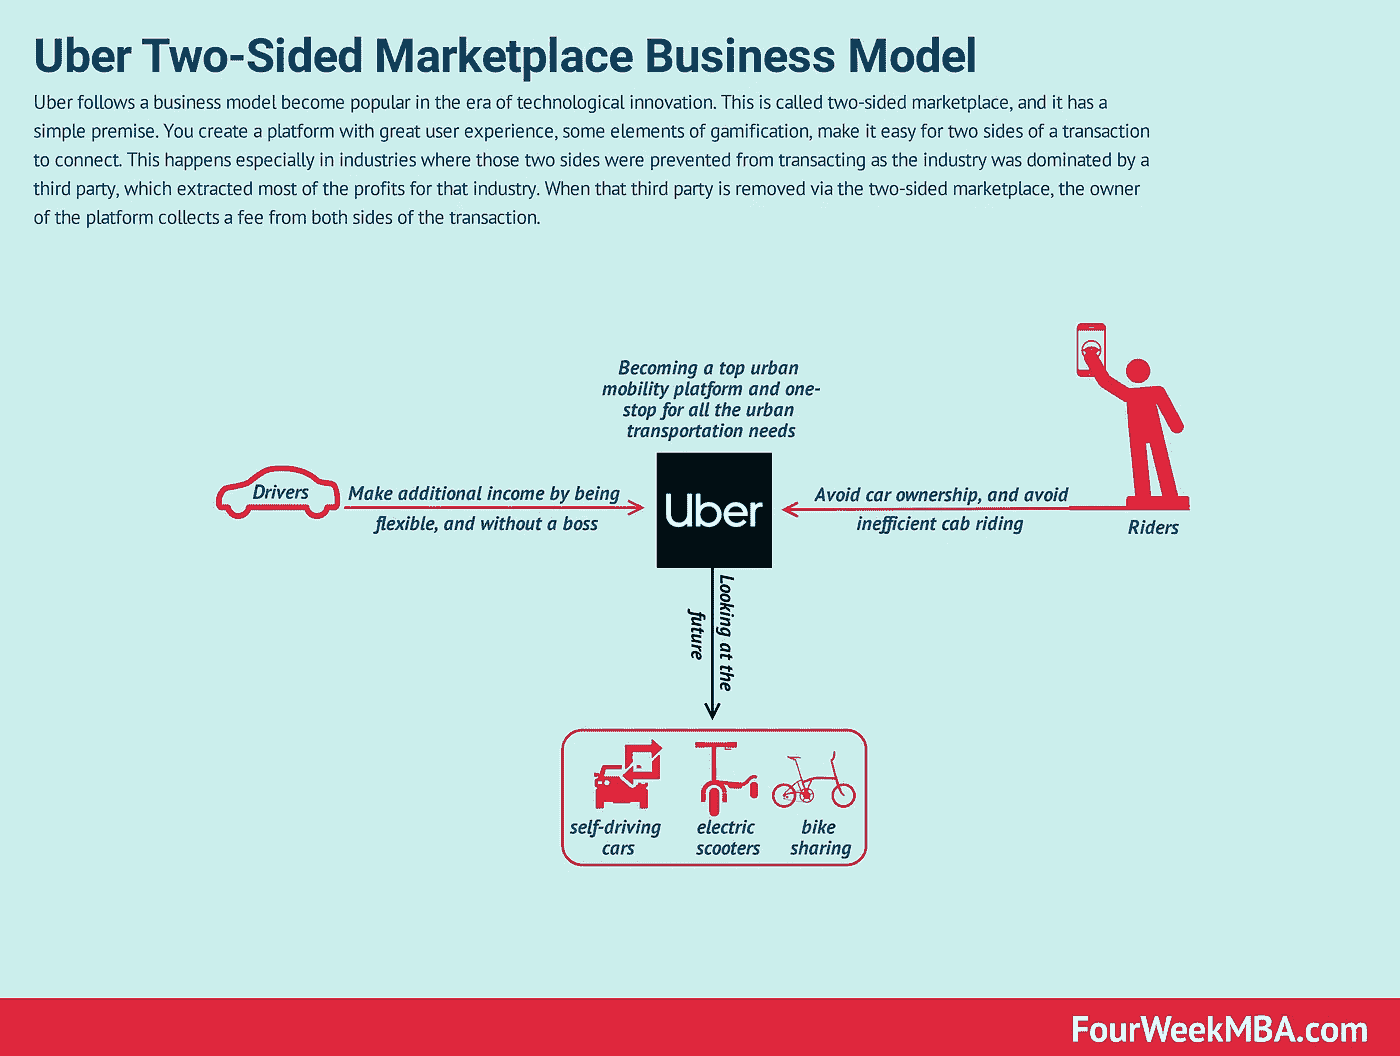 Uber Two-Sided Marketplace Business Model
Uber follows a business model become popular in the era of technological innovation. This is called two-sided marketplace, and it has a
simple premise. You create a platform with great user experience, some elements of gamification, make it easy for two sides of a transaction
to connect. This happens especially in industries where those two sides were prevented from transacting as the industry was dominated by a
third party, which extracted most of the profits for that industry. When that third party is removed via the two-sided marketplace, the owner
of the platform collects a fee from both sides of the transaction.
Becoming a top urban
mobility platform and one-
stop for all the urban
transportation needs
Drivers
Make additional income by being
flexible, and without a boss
Uber
Avoid car ownership, and avoid
inefficient cab riding
Riders
Looking at the
future
self-driving
cars
electric
scooters
bike
sharing
FourWeekMBA.com